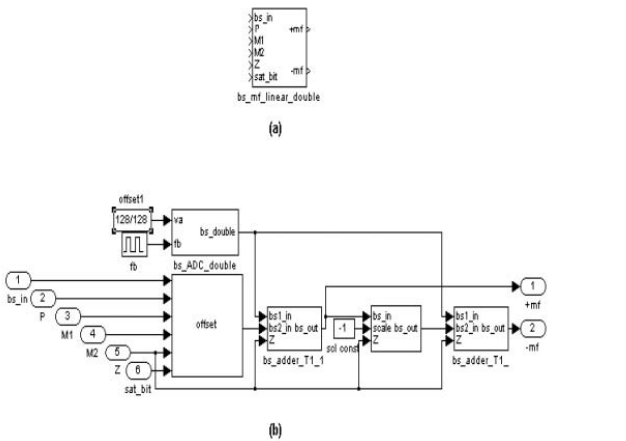 bs_in
P
M1
M2
Z
sat_bit
+mf
-mf
bs_mf_linear_double
(a)
offset1
128/128
va
bs_double
fb
fb
bs_ADC_double
1
bs_in
2
P
3
M1
4
M2
5
Z
6
sat_bit
offset
bs1_in
bs2_in bs_out
Z
bs_adder_T1_1
-1
scl const
bs_in
scale bs_out
Z
bs1_in
bs2_in bs_out
Z
bs_adder_T1_
1
+mf
2
-mf
(b)